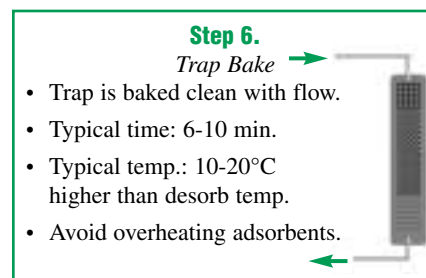 Step 6.
Trap Bake
• Trap is baked clean with flow.
• Typical time: 6-10 min.
• Typical temp.: 10-20°C
higher than desorb temp.
• Avoid overheating adsorbents.